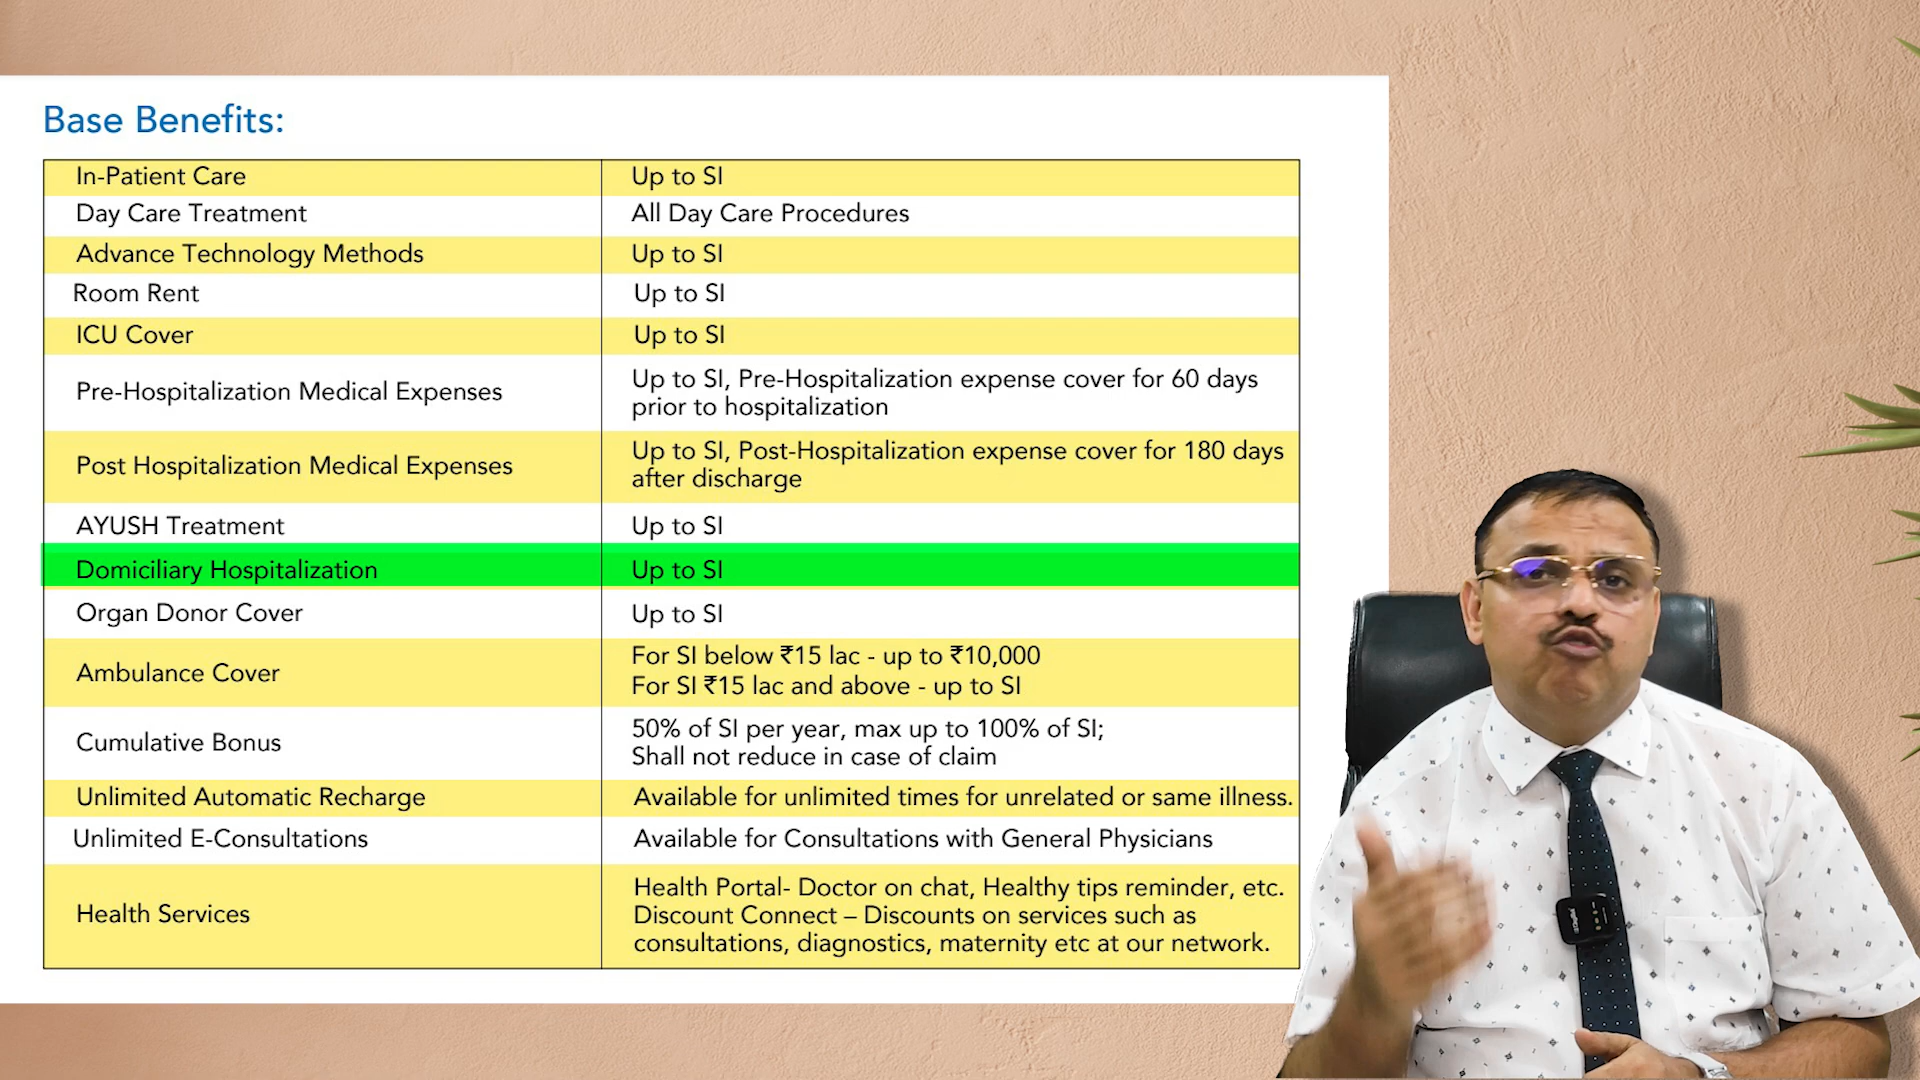 Base Benefits:
In-Patient Care Up to SI
Day Care Treatment All Day Care Procedures
Advance Technology Methods Up to SI
Room Rent Up to SI
ICU Cover Up to SI
Pre-Hospitalization Medical Expenses Up to SI, Pre-Hospitalization expense cover for 60 days
prior to hospitalization
Post Hospitalization Medical Expenses Up to SI, Post-Hospitalization expense cover for 180 days
after discharge
AYUSH Treatment Up to SI
Domiciliary Hospitalization Up to SI
Organ Donor Cover Up to SI
Ambulance Cover For SI below ₹15 lac - up to ₹10,000
For SI ₹15 lac and above - up to SI
Cumulative Bonus 50% of SI per year, max up to 100% of SI;
Shall not reduce in case of claim
Unlimited Automatic Recharge Available for unlimited times for unrelated or same illness.
Unlimited E-Consultations Available for Consultations with General Physicians
Health Services Health Portal- Doctor on chat, Healthy tips reminder, etc.
Discount Connect – Discounts on services such as
consultations, diagnostics, maternity etc at our network.